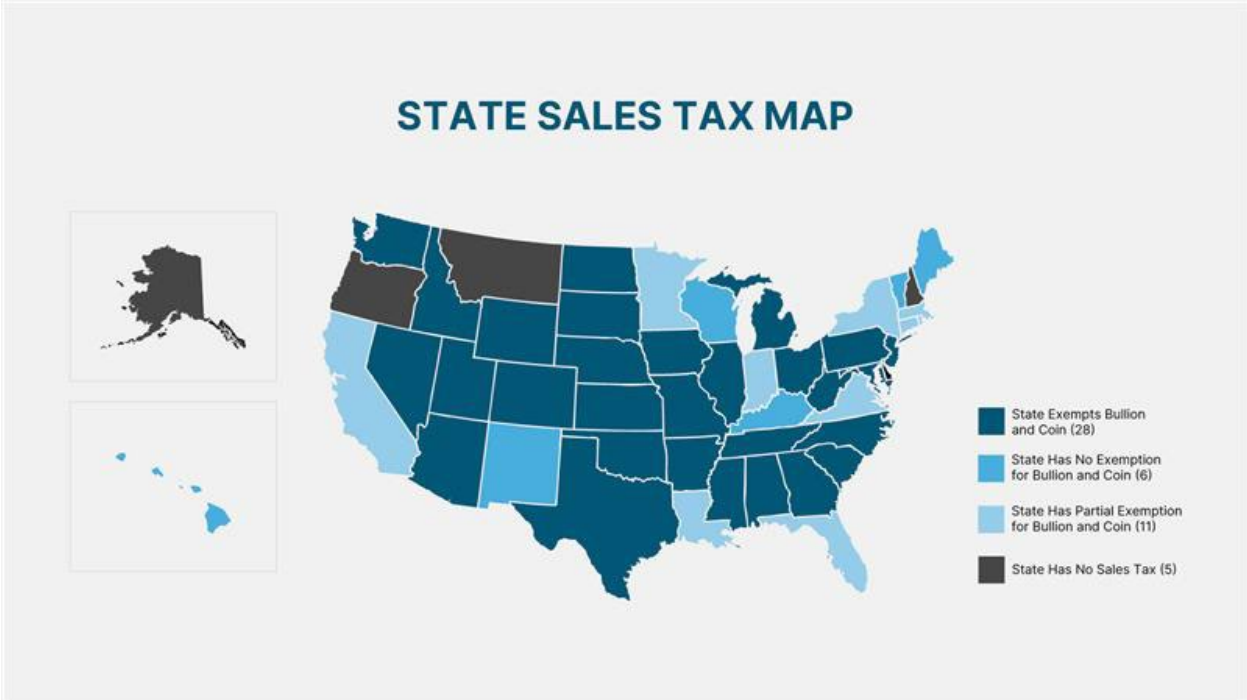 STATE SALES TAX MAP
State Exempts Bullion
and Coin (28)
State Has No Exemption
for Bullion and Coin (6)
State Has Partial Exemption
for Bullion and Coin (11)
State Has No Sales Tax (5)